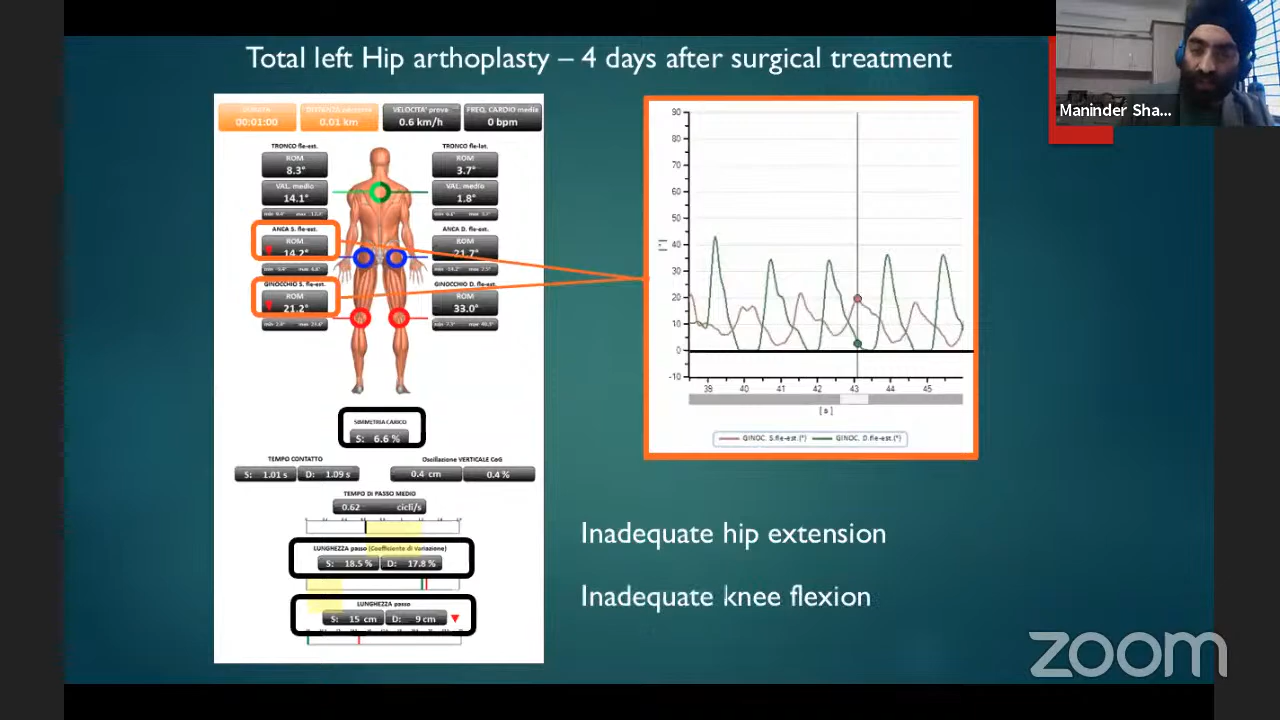 Total left Hip arthoplasty – 4 days after surgical treatment
Maninder Sha...
00:01:00
0.01 km
VELOCITA' prova
0.6 km/h
FREQ. CARDIO media
0 bpm
TRONCO fle-est.
ROM
8.3°
VAL. medio
14.1°
TRONCO fle-lat.
ROM
3.7°
VAL. medio
1.8°
ANCA S. fle-est.
ROM
14.2°
ANCA D. fle-est.
ROM
21.7°
GINOCCHIO S. fle-est.
ROM
21.2°
GINOCCHIO D. fle-est.
ROM
33.0°
SIMMETRIA CARICO
S: 6.6 %
TEMPO CONTATTO
S: 1.01 s D: 1.09 s
Oscillazione VERTICALE CoG
0.4 cm 0.4 %
TEMPO DI PASSO MEDIO
0.62 cicli/s
LUNGHEZZA passo (Coefficiente di Variazione)
S: 18.5 % D: 17.8 %
LUNGHEZZA passo
S: 15 cm D: 9 cm
90
80
70
60
50
40
30
20
10
0
-10
[°]
39 40 41 42 43 44 45
[s]
GINOC. S.fle-est.(°) GINOC. D.fle-est.(°)
Inadequate hip extension
Inadequate knee flexion
zoom